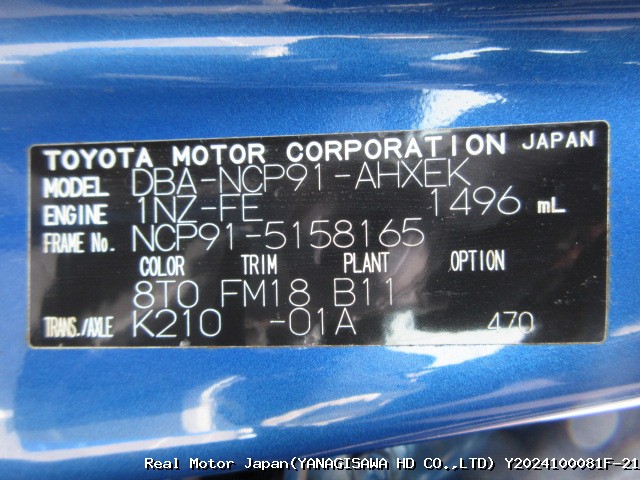 TOYOTA MOTOR CORPORATION JAPAN
MODEL DBA-NCP91-AHXEK
ENGINE 1NZ-FE 1496 mL
FRAME No. NCP91-5158165
COLOR TRIM PLANT OPTION
8T0 FM18 B11
TRANS./AXLE K210 -01A 470
Real Motor Japan(YANAGISAWA HD CO.,LTD) Y2024100081F-21